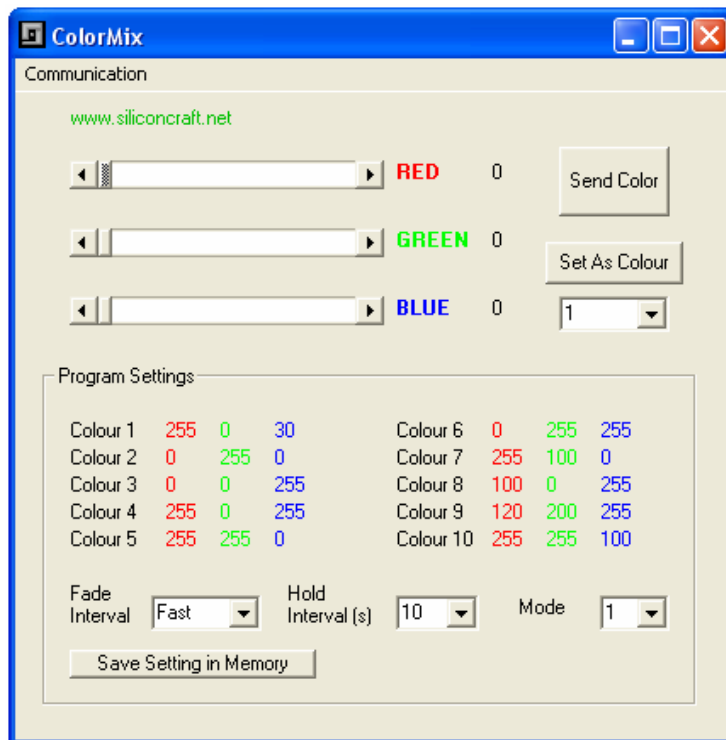 ColorMix
Communication
www.siliconcraft.net
RED 0 Send Color
GREEN 0
Set As Colour
BLUE 0 1
Program Settings
Colour 1 255 0 30 Colour 6 0 255 255
Colour 2 0 255 0 Colour 7 255 100 0
Colour 3 0 0 255 Colour 8 100 0 255
Colour 4 255 0 255 Colour 9 120 200 255
Colour 5 255 255 0 Colour 10 255 255 100
Fade Interval Fast Hold Interval (s) 10 Mode 1
Save Setting in Memory